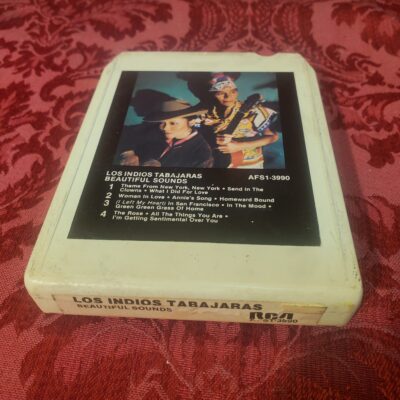 LOS INDIOS TABAJARAS
BEAUTIFUL SOUNDS
AFS1-3990
1 Theme From New York, New York • Send In The
Clowns • What I Did For Love
2 Woman In Love • Annie's Song • Homeward Bound
3 (I Left My Heart) In San Francisco • In The Mood •
Green Green Grass Of Home
4 The Rose • All The Things You Are •
I'm Getting Sentimental Over You
LOS INDIOS TABAJARAS
BEAUTIFUL SOUNDS
RCA